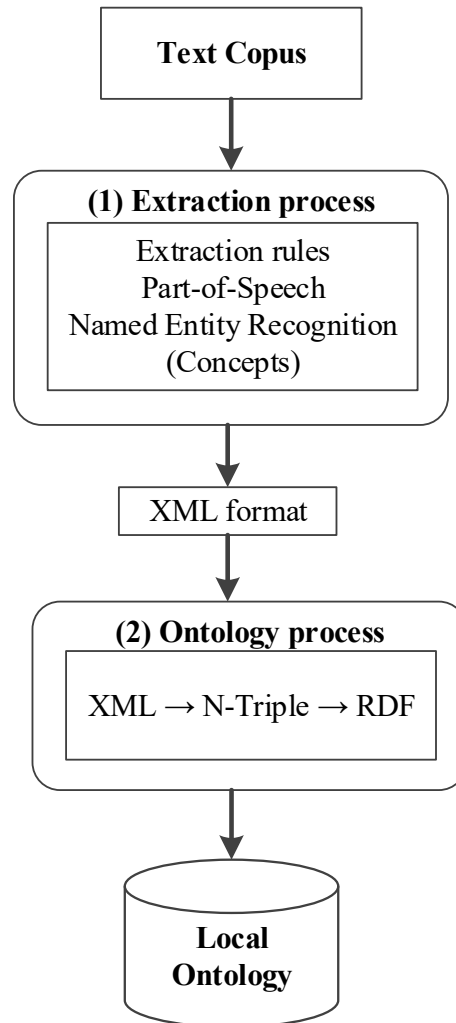 Text Copus
(1) Extraction process
Extraction rules
Part-of-Speech
Named Entity Recognition
(Concepts)
XML format
(2) Ontology process
XML → N-Triple → RDF
Local
Ontology